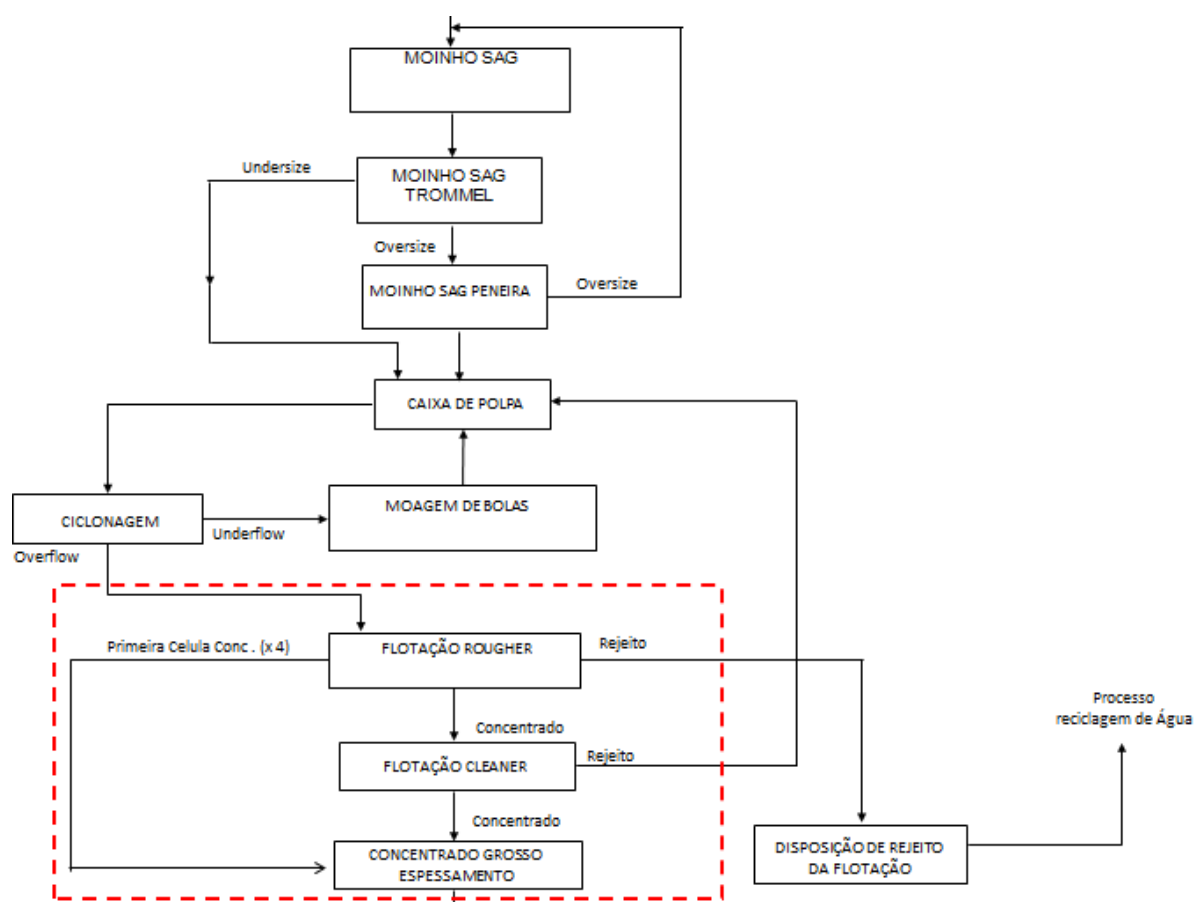 MOINHO SAG
Undersize
MOINHO SAG
TROMMEL
Oversize
MOINHO SAG PENEIRA
Oversize
CAIXA DE POLPA
CICLONAGEM
Underflow
MOAGEM DE BOLAS
Overflow
Primeira Celula Conc . (x 4)
FLOTAÇÃO ROUGHER
Rejeito
Concentrado
FLOTAÇÃO CLEANER
Rejeito
Concentrado
CONCENTRADO GROSSO
ESPESSAMENTO
Processo
reciclagem de Água
DISPOSIÇÃO DE REJEITO
DA FLOTAÇÃO